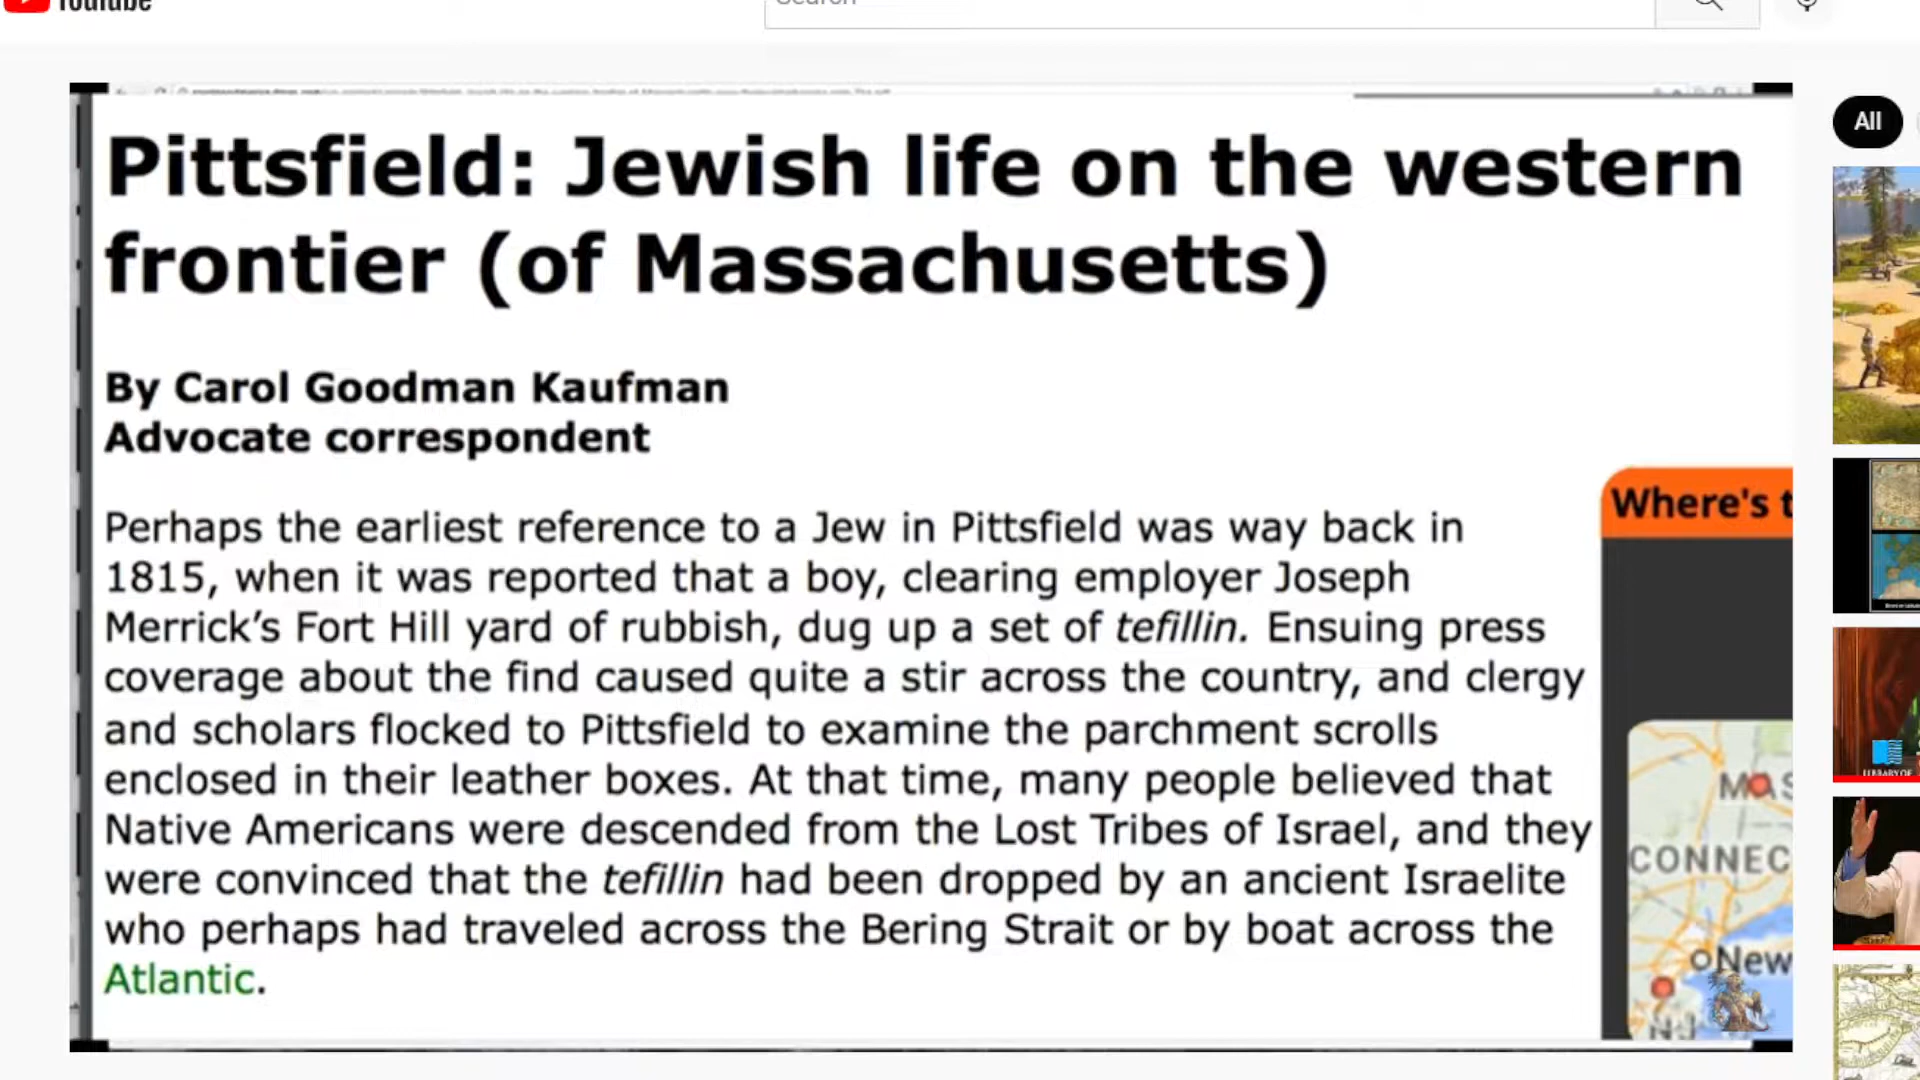 YouTube
Search
All
Pittsfield: Jewish life on the western
frontier (of Massachusetts)
By Carol Goodman Kaufman
Advocate correspondent
Perhaps the earliest reference to a Jew in Pittsfield was way back in
1815, when it was reported that a boy, clearing employer Joseph
Merrick’s Fort Hill yard of rubbish, dug up a set of tefillin. Ensuing press
coverage about the find caused quite a stir across the country, and clergy
and scholars flocked to Pittsfield to examine the parchment scrolls
enclosed in their leather boxes. At that time, many people believed that
Native Americans were descended from the Lost Tribes of Israel, and they
were convinced that the tefillin had been dropped by an ancient Israelite
who perhaps had traveled across the Bering Strait or by boat across the
Atlantic.
Where's t
MAS
CONNEC
New
NJ
LIBRARY OF